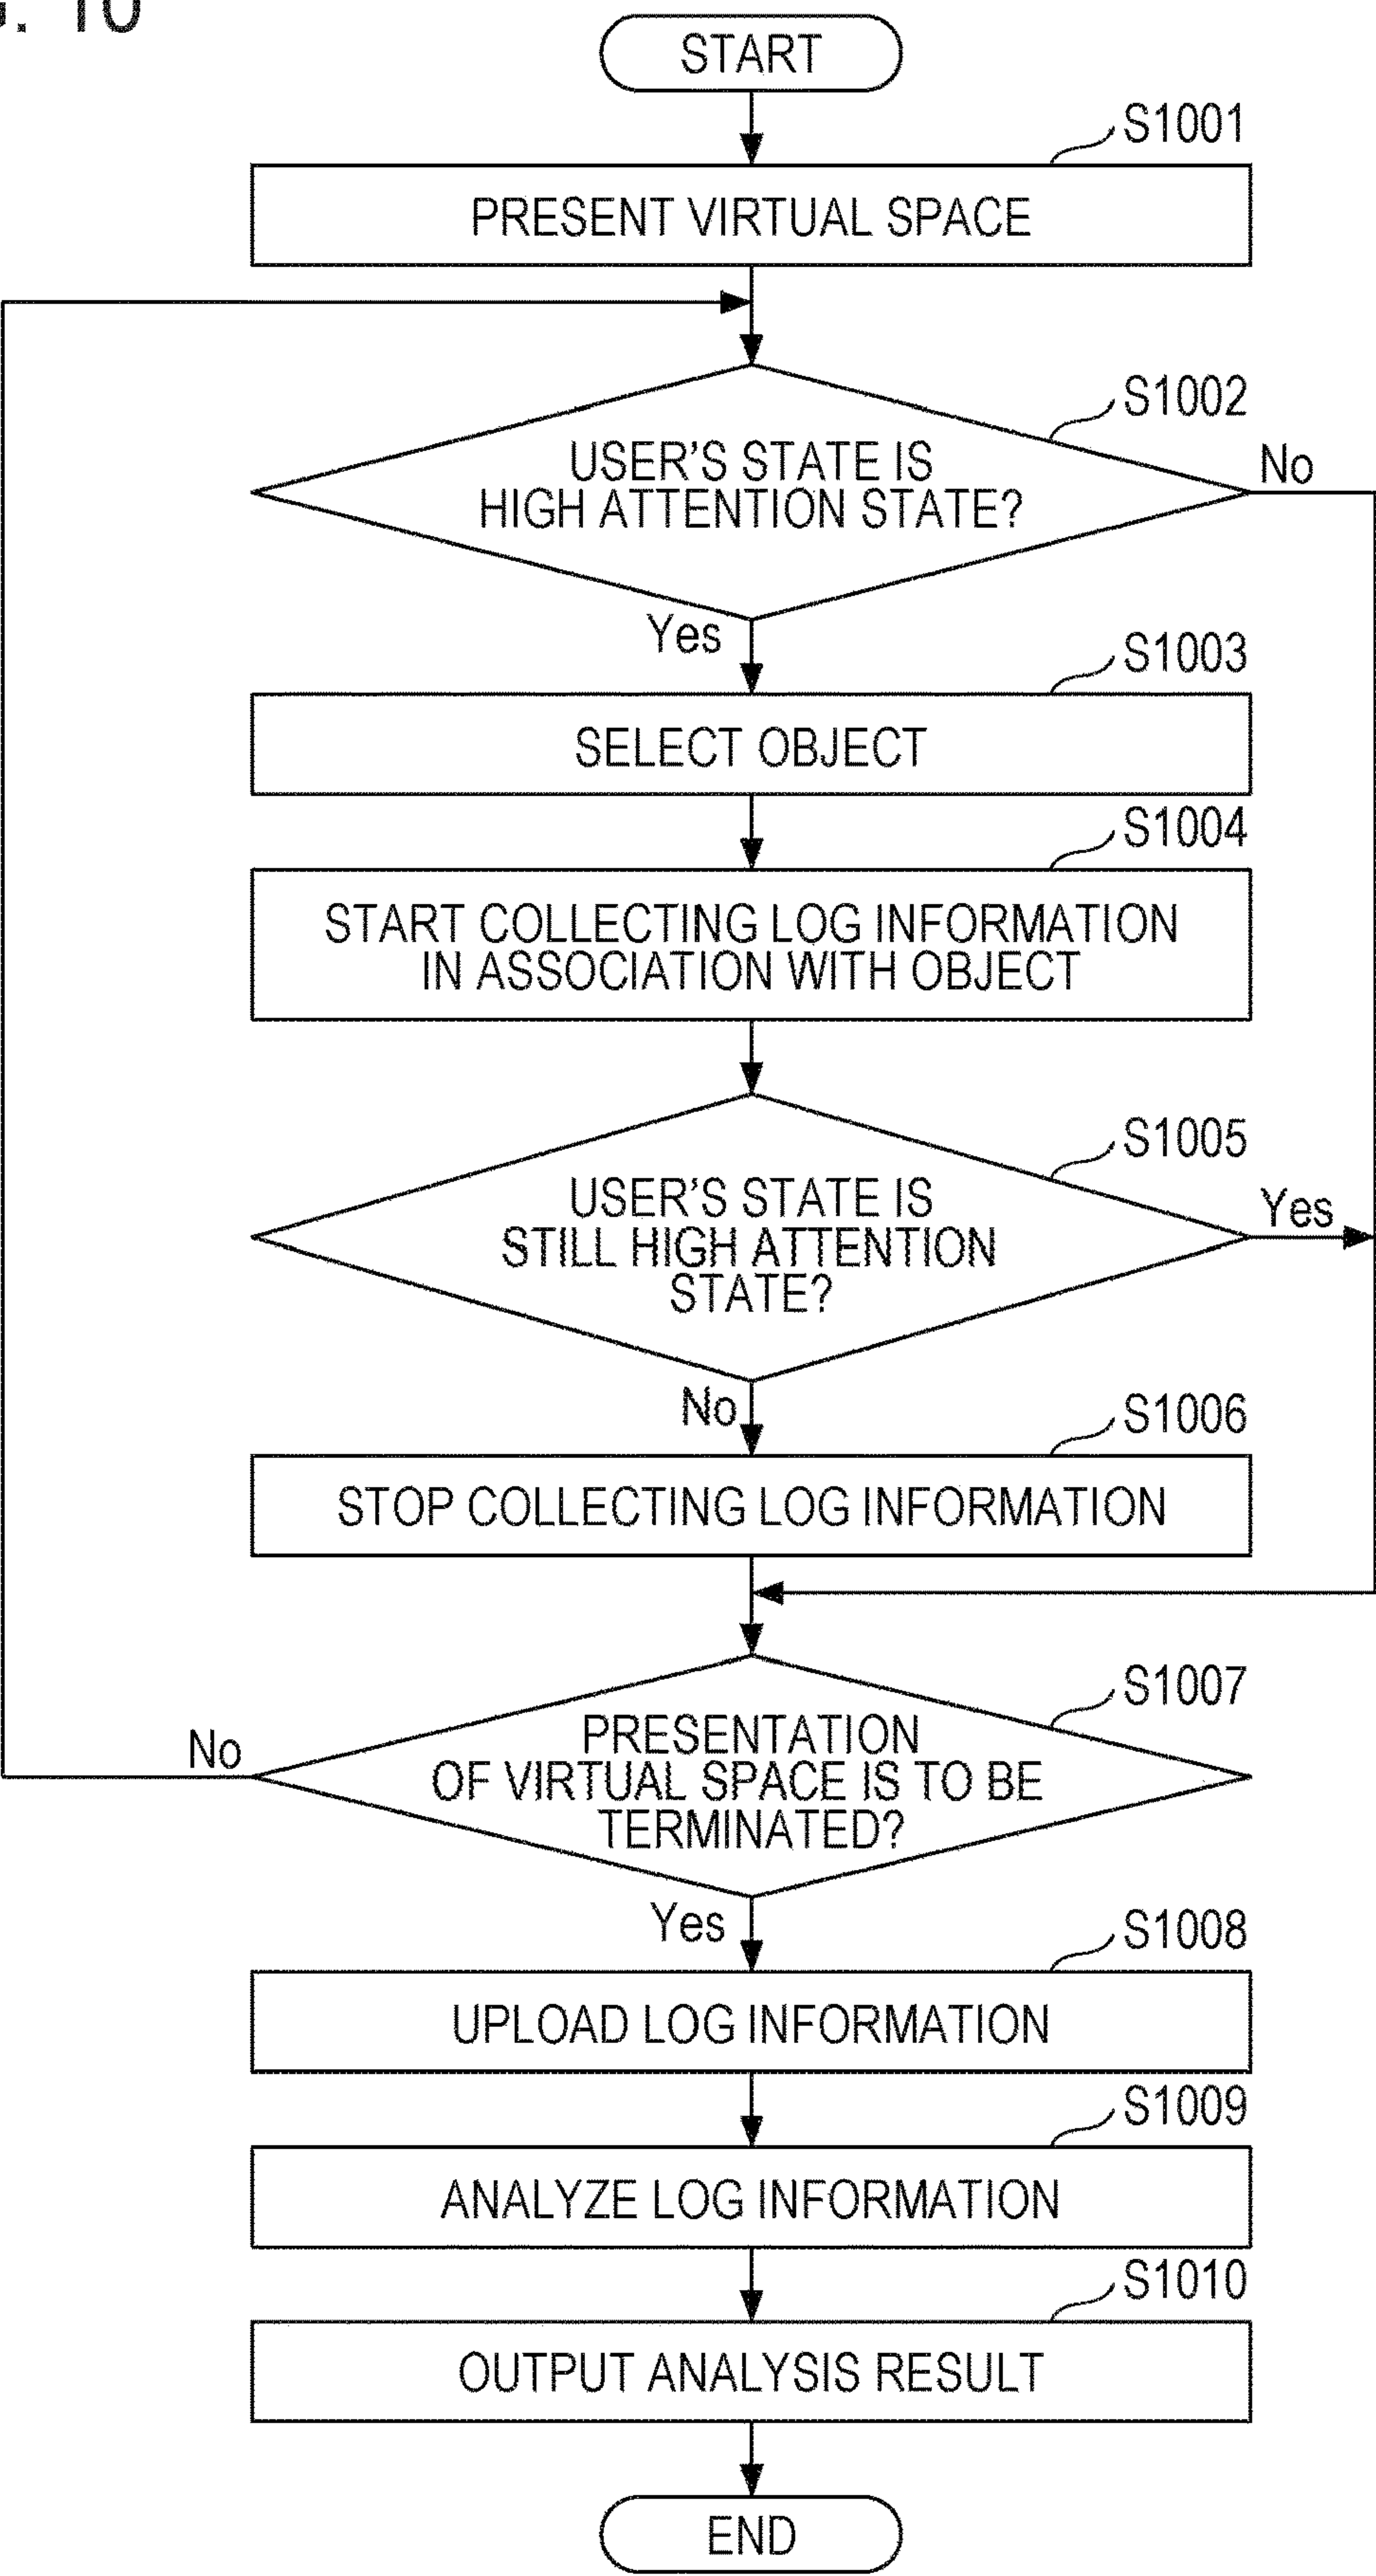 . 10
START
S1001
PRESENT VIRTUAL SPACE
S1002
USER'S STATE IS
HIGH ATTENTION STATE?
No
Yes
S1003
SELECT OBJECT
S1004
START COLLECTING LOG INFORMATION
IN ASSOCIATION WITH OBJECT
S1005
USER'S STATE IS
STILL HIGH ATTENTION
STATE?
Yes
No
S1006
STOP COLLECTING LOG INFORMATION
S1007
PRESENTATION
OF VIRTUAL SPACE IS TO BE
TERMINATED?
No
Yes
S1008
UPLOAD LOG INFORMATION
S1009
ANALYZE LOG INFORMATION
S1010
OUTPUT ANALYSIS RESULT
END